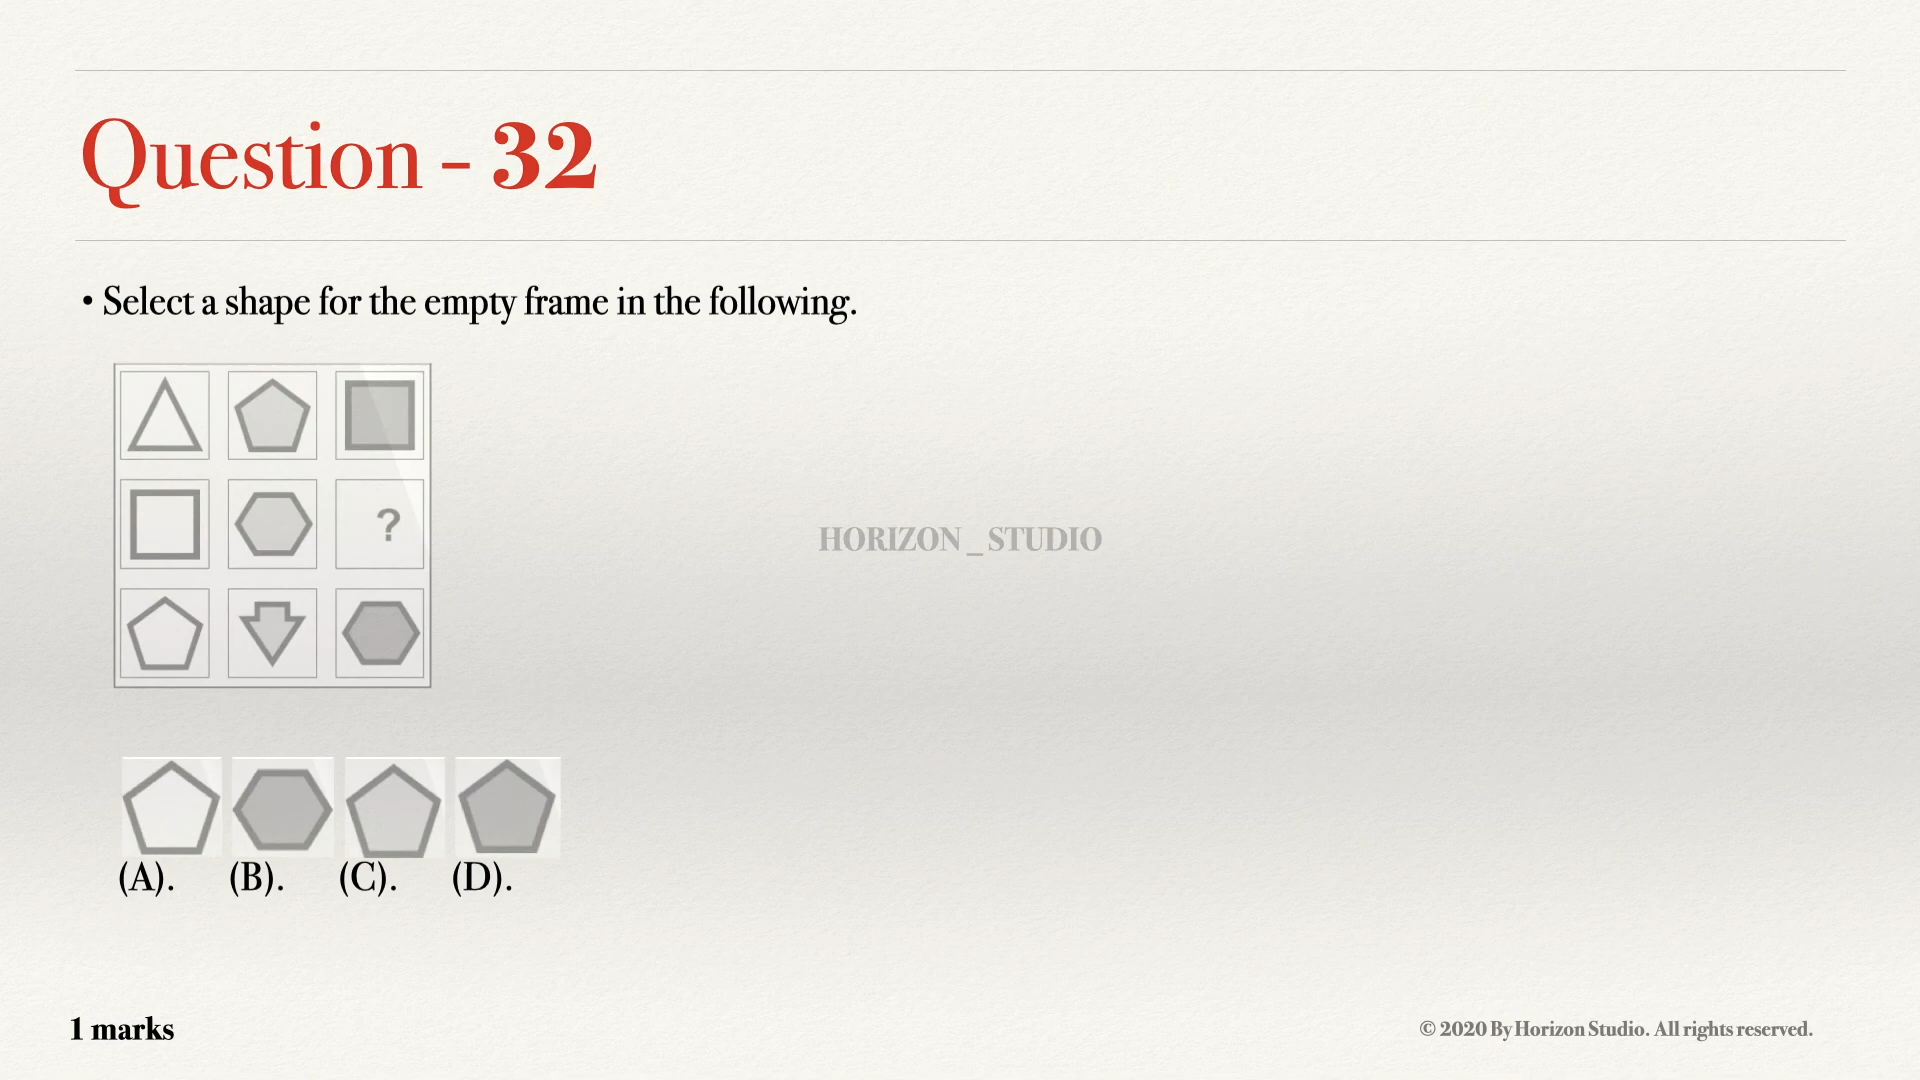 Question - 32
• Select a shape for the empty frame in the following.
?
HORIZON _ STUDIO
(A). (B). (C). (D).
1 marks
© 2020 By Horizon Studio. All rights reserved.